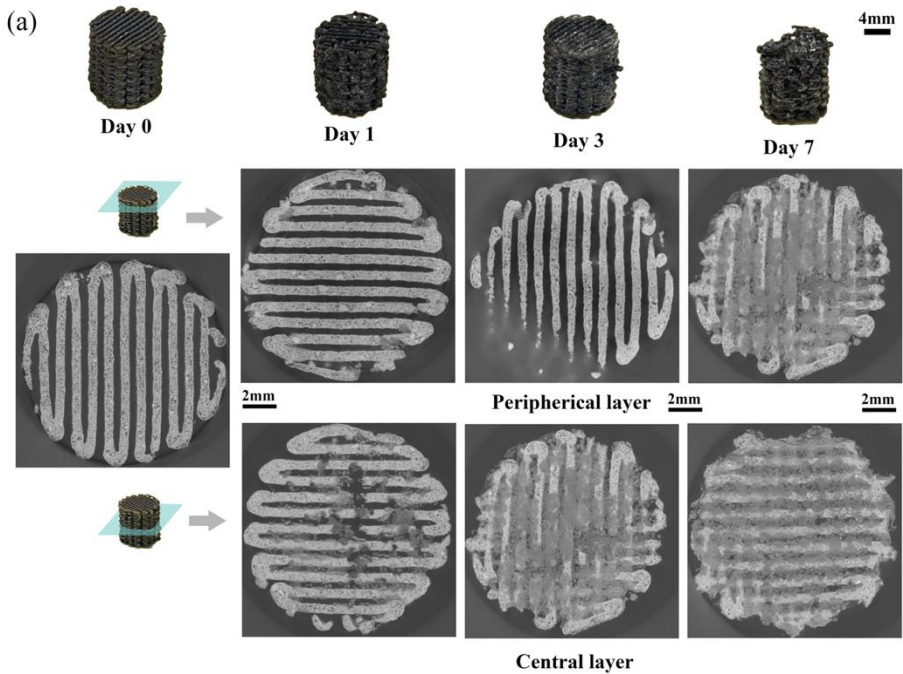 (a)
4mm
Day 0
Day 1
Day 3
Day 7
2mm
Peripherical layer
2mm
2mm
Central layer